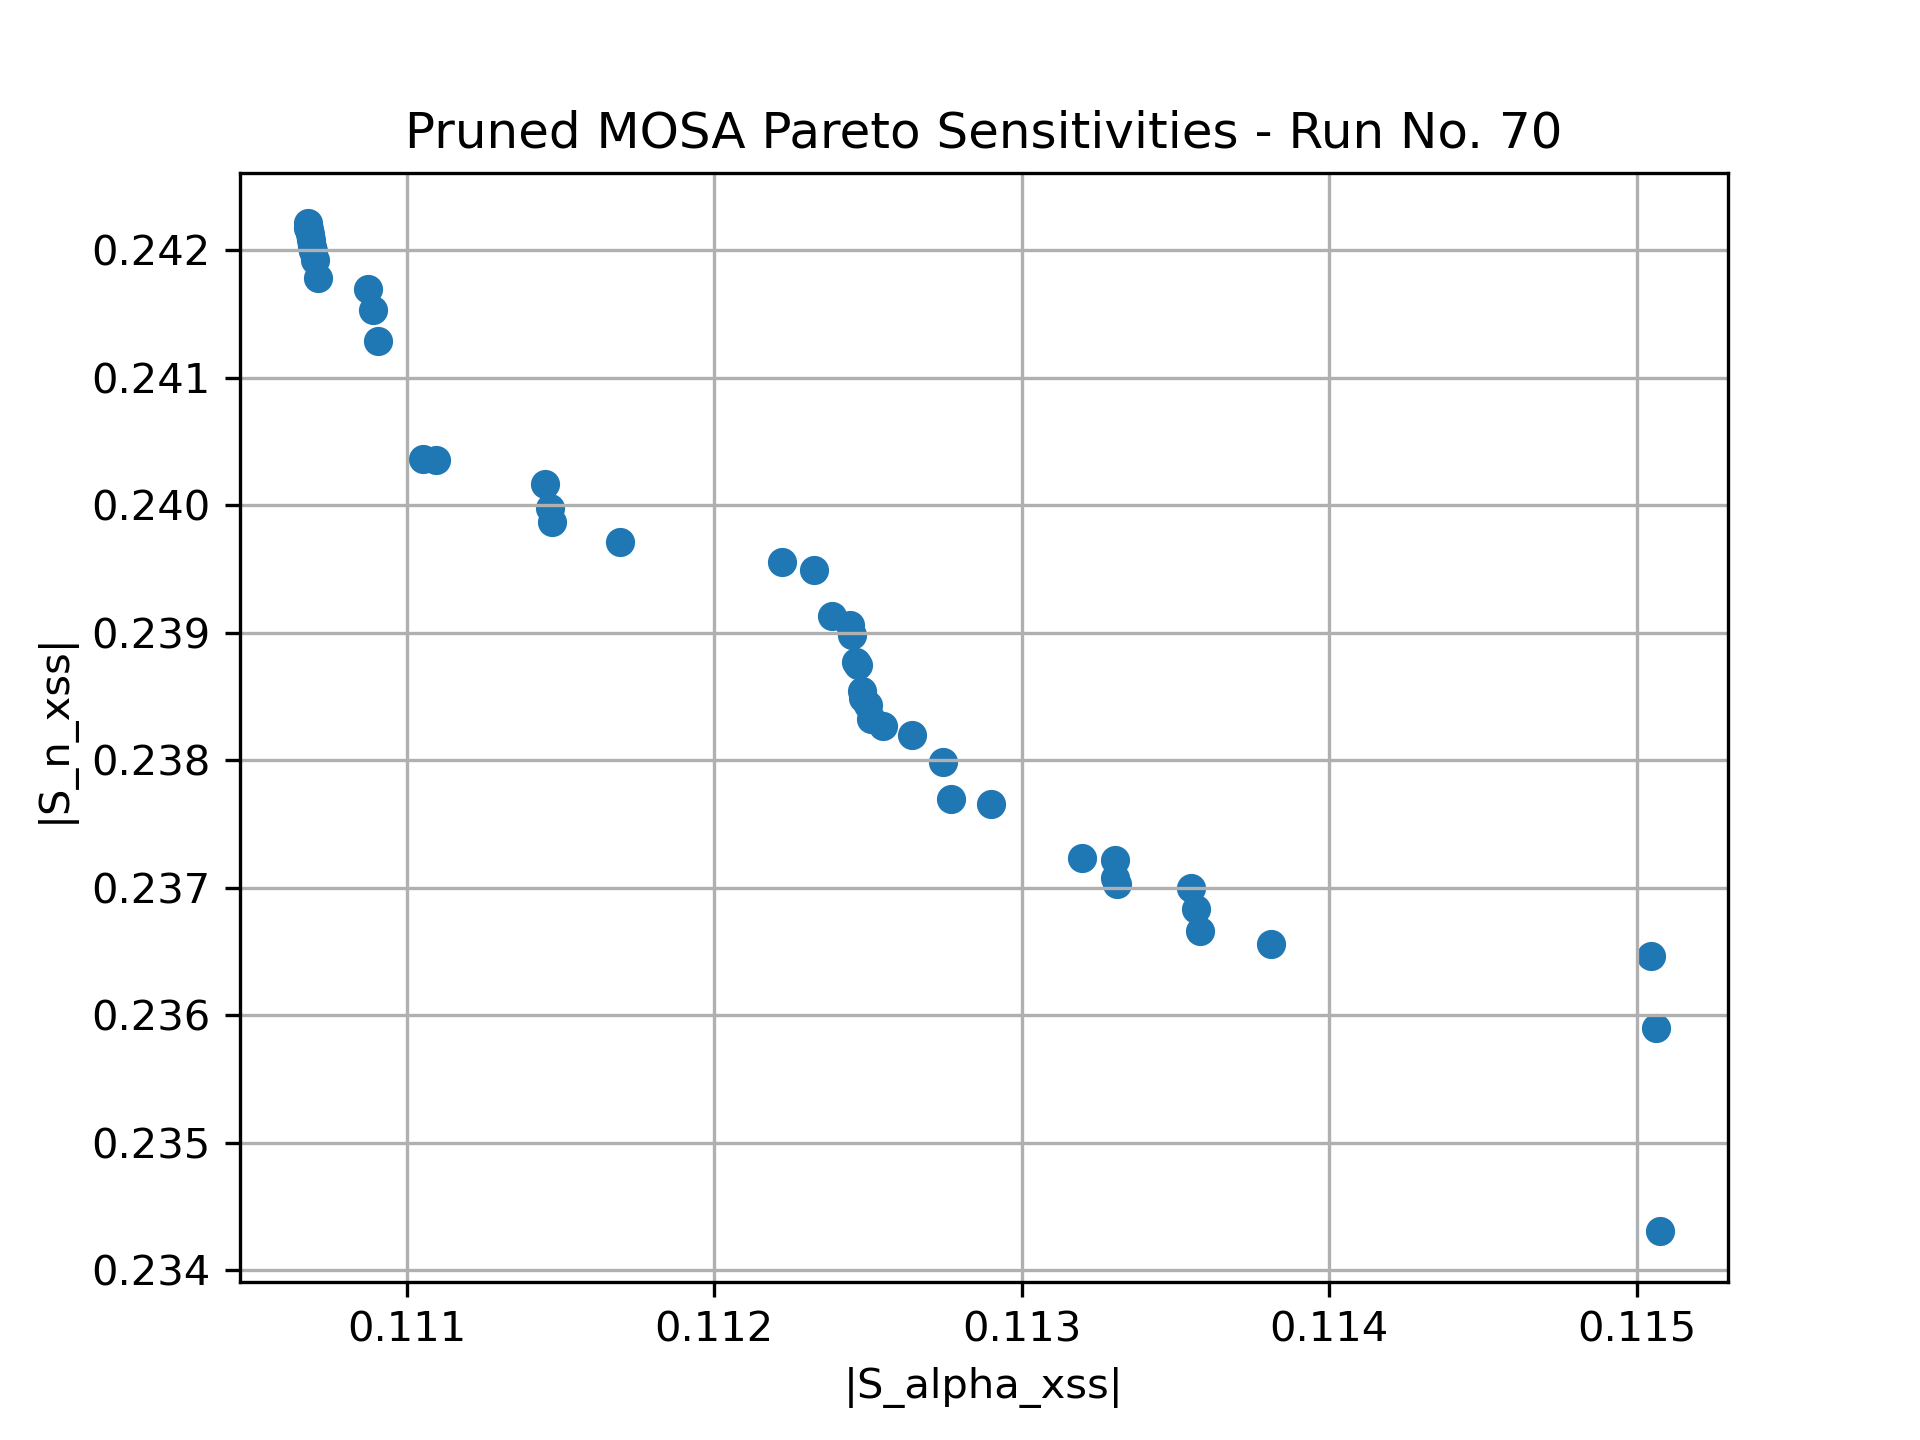 Pruned MOSA Pareto Sensitivities - Run No. 70
|S_n_xss|
0.242
0.241
0.240
0.239
0.238
0.237
0.236
0.235
0.234
0.111 0.112 0.113 0.114 0.115
|S_alpha_xss|